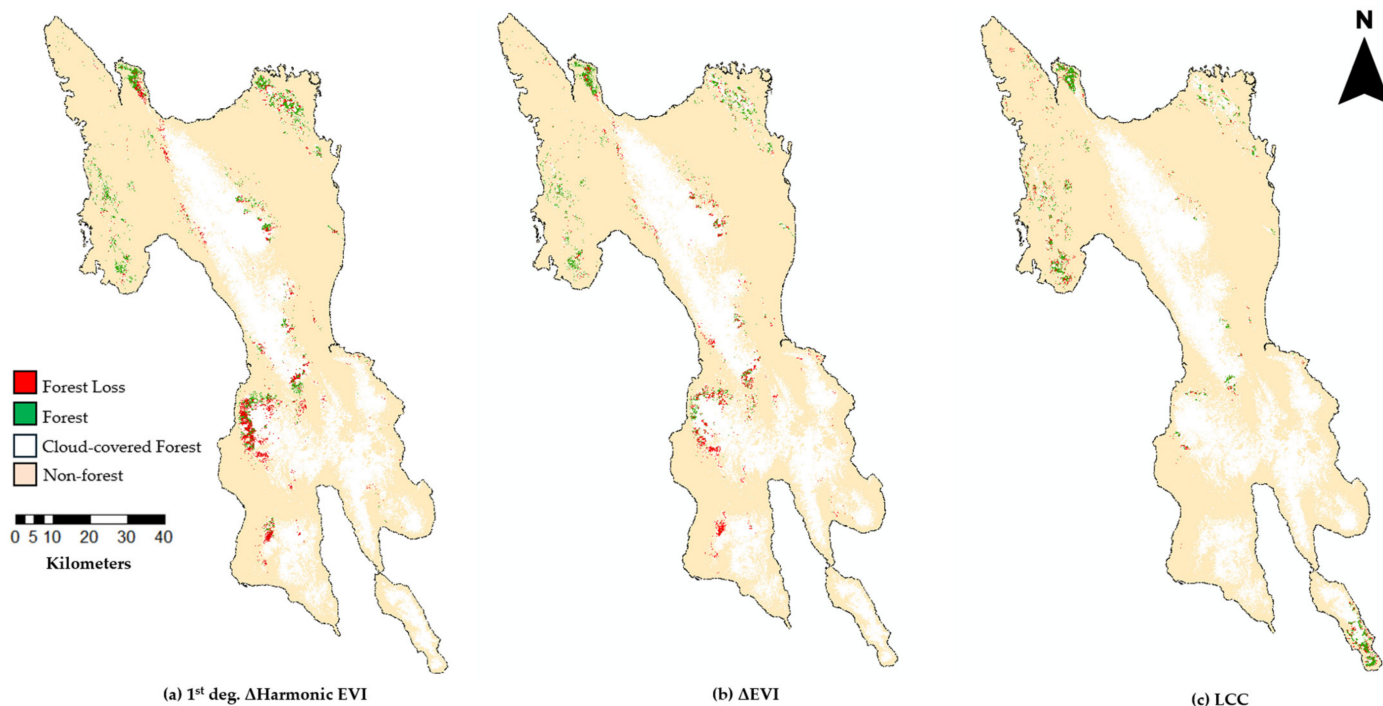 N
Forest Loss
Forest
Cloud-covered Forest
Non-forest
0 5 10 20 30 40
Kilometers
(a) 1st deg. ΔHarmonic EVI
(b) ΔEVI
(c) LCC